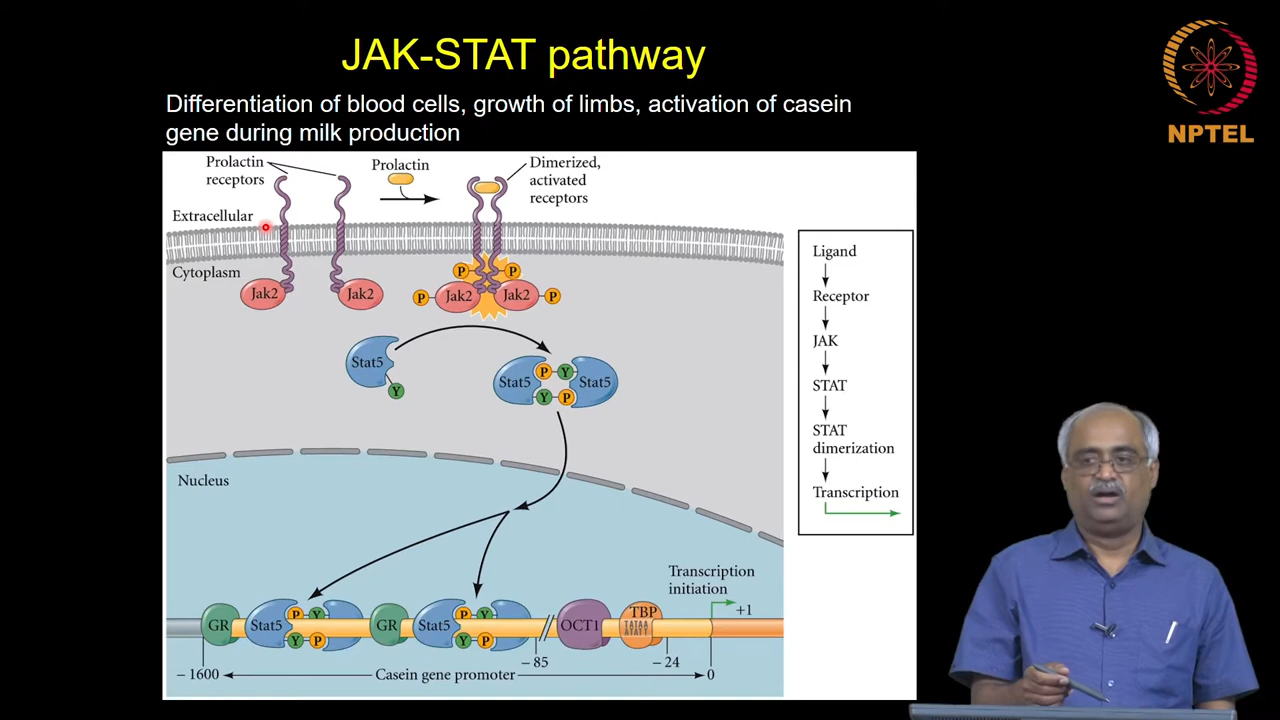 JAK-STAT pathway
NPTEL
Differentiation of blood cells, growth of limbs, activation of casein
gene during milk production
Prolactin
receptors
Prolactin
Dimerized,
activated
receptors
Extracellular
Cytoplasm
P
P
Jak2
Jak2
P
Jak2
Jak2
P
Stat5
Y
Stat5
P
Y
Stat5
Y
P
Nucleus
Ligand
Receptor
JAK
STAT
STAT
dimerization
Transcription
Transcription
initiation
+1
GR
Stat5
P
Y
Y
P
GR
Stat5
P
Y
Y
P
OCT1
TBP
TATAA
ATATT
– 1600
Casein gene promoter
– 85
– 24
0